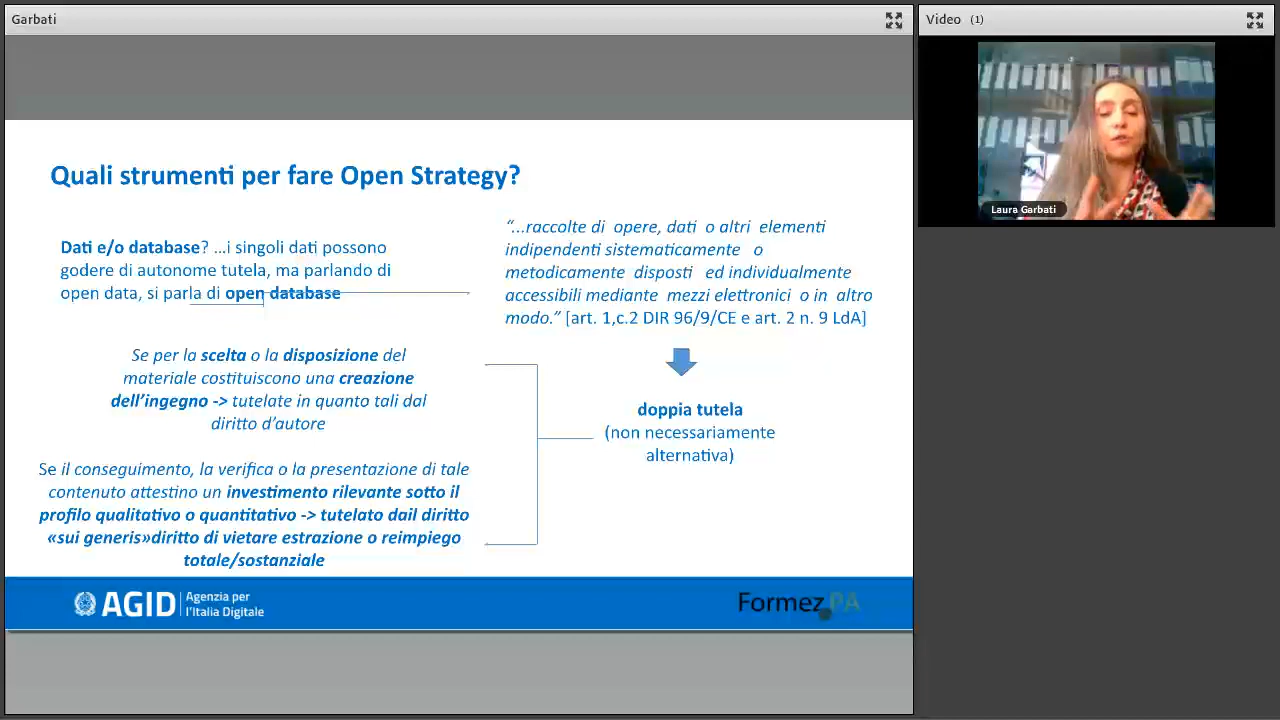 Garbati
Video (1)
Laura Garbati
Quali strumenti per fare Open Strategy?
Dati e/o database? ...i singoli dati possono
godere di autonome tutela, ma parlando di
open data, si parla di open database
“...raccolte di opere, dati o altri elementi
indipendenti sistematicamente o
metodicamente disposti ed individualmente
accessibili mediante mezzi elettronici o in altro
modo.” [art. 1,c.2 DIR 96/9/CE e art. 2 n. 9 LdA]
Se per la scelta o la disposizione del
materiale costituiscono una creazione
dell'ingegno -> tutelate in quanto tali dal
diritto d'autore
doppia tutela
(non necessariamente
alternativa)
Se il conseguimento, la verifica o la presentazione di tale
contenuto attestino un investimento rilevante sotto il
profilo qualitativo o quantitativo -> tutelato dail diritto
«sui generis»diritto di vietare estrazione o reimpiego
totale/sostanziale
AGID
Agenzia per
l'Italia Digitale
Formez PA